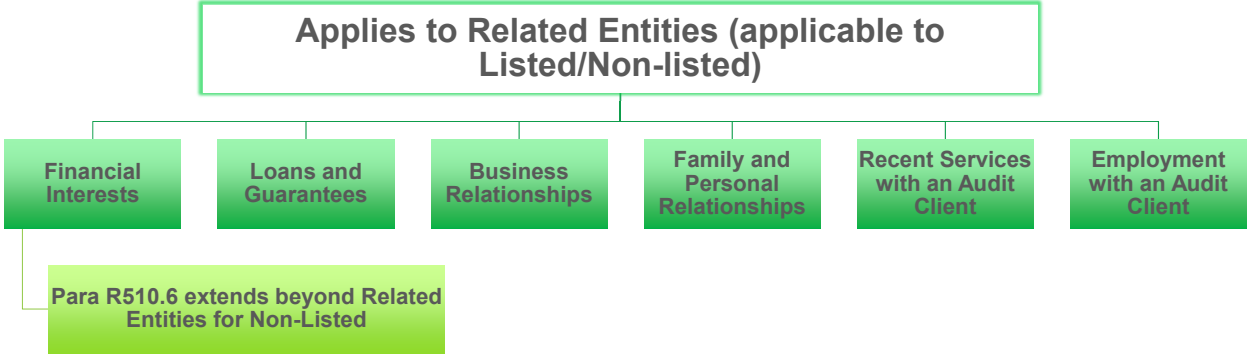 Applies to Related Entities (applicable to
Listed/Non-listed)
Financial
Interests
Loans and
Guarantees
Business
Relationships
Family and
Personal
Relationships
Recent Services
with an Audit
Client
Employment
with an Audit
Client
Para R510.6 extends beyond Related
Entities for Non-Listed